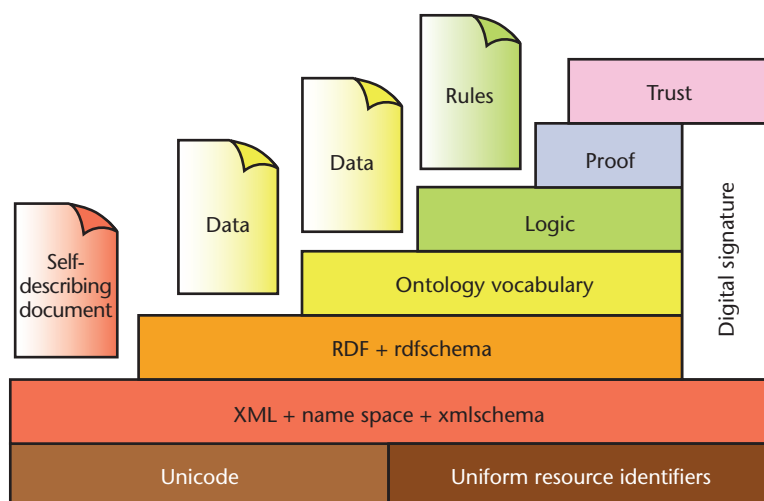 Rules
Trust
Data
Proof
Data
Logic
Self-
describing
document
Ontology vocabulary
Digital signature
RDF + rdfschema
XML + name space + xmlschema
Unicode
Uniform resource identifiers